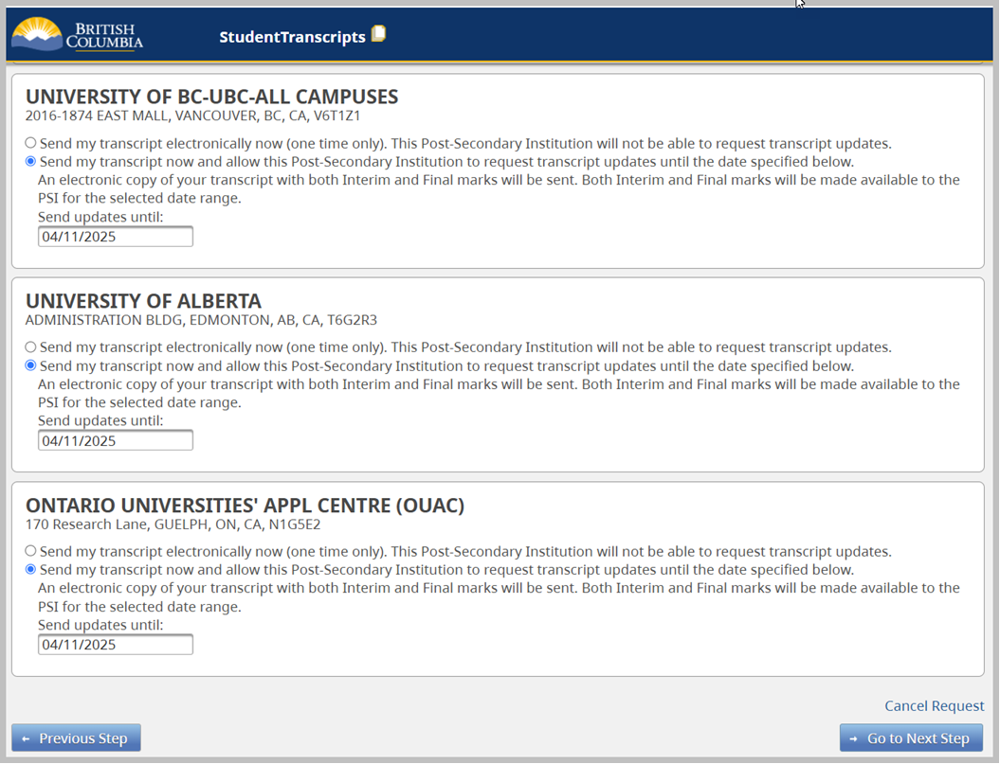 BRITISH
COLUMBIA
StudentTranscripts
UNIVERSITY OF BC-UBC-ALL CAMPUSES
2016-1874 EAST MALL, VANCOUVER, BC, CA, V6T1Z1
Send my transcript electronically now (one time only). This Post-Secondary Institution will not be able to request transcript updates.
Send my transcript now and allow this Post-Secondary Institution to request transcript updates until the date specified below.
An electronic copy of your transcript with both Interim and Final marks will be sent. Both Interim and Final marks will be made available to the
PSI for the selected date range.
Send updates until:
04/11/2025
UNIVERSITY OF ALBERTA
ADMINISTRATION BLDG, EDMONTON, AB, CA, T6G2R3
Send my transcript electronically now (one time only). This Post-Secondary Institution will not be able to request transcript updates.
Send my transcript now and allow this Post-Secondary Institution to request transcript updates until the date specified below.
An electronic copy of your transcript with both Interim and Final marks will be sent. Both Interim and Final marks will be made available to the
PSI for the selected date range.
Send updates until:
04/11/2025
ONTARIO UNIVERSITIES' APPL CENTRE (OUAC)
170 Research Lane, GUELPH, ON, CA, N1G5E2
Send my transcript electronically now (one time only). This Post-Secondary Institution will not be able to request transcript updates.
Send my transcript now and allow this Post-Secondary Institution to request transcript updates until the date specified below.
An electronic copy of your transcript with both Interim and Final marks will be sent. Both Interim and Final marks will be made available to the
PSI for the selected date range.
Send updates until:
04/11/2025
Cancel Request
← Previous Step
→ Go to Next Step